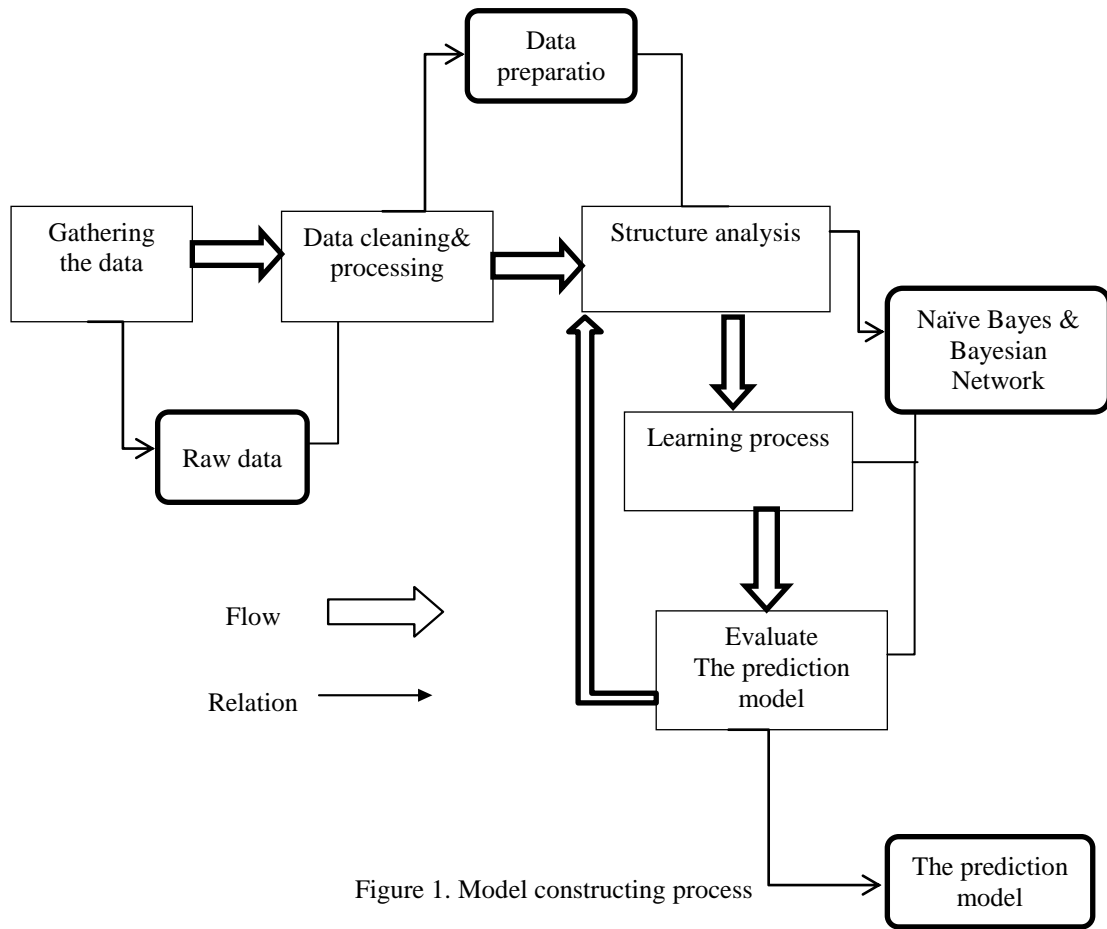 Data
preparatio
Gathering
the data
Data cleaning&
processing
Structure analysis
Naïve Bayes &
Bayesian
Network
Learning process
Raw data
Evaluate
The prediction
model
Flow
Relation
The prediction
model
Figure 1. Model constructing process